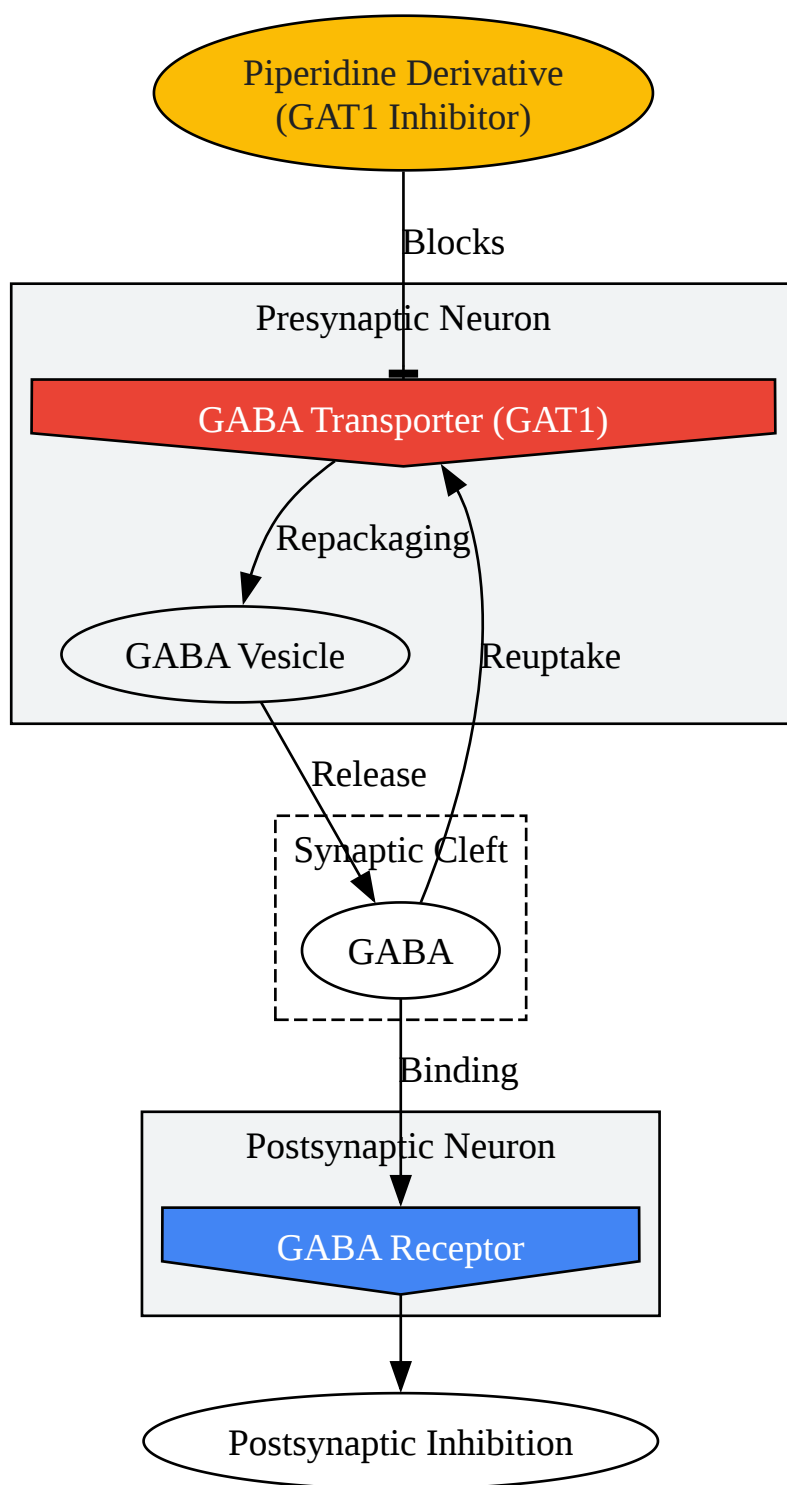 Piperidine Derivative
(GAT1 Inhibitor)
Blocks
Presynaptic Neuron
GABA Transporter (GAT1)
Repackaging
GABA Vesicle
Reuptake
Release
Synaptic Cleft
GABA
Binding
Postsynaptic Neuron
GABA Receptor
Postsynaptic Inhibition